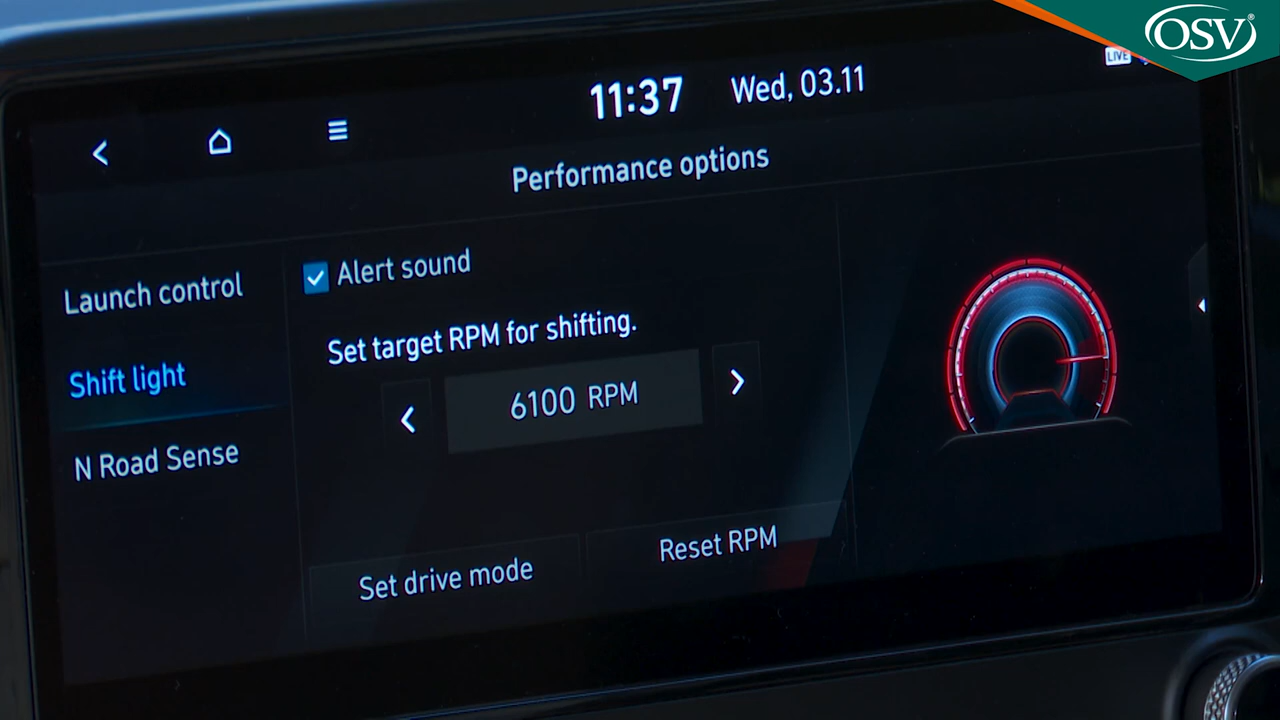 OSV®
LIVE
11:37 Wed, 03.11
Performance options
Launch control
Shift light
N Road Sense
Alert sound
Set target RPM for shifting.
6100 RPM
Set drive mode
Reset RPM